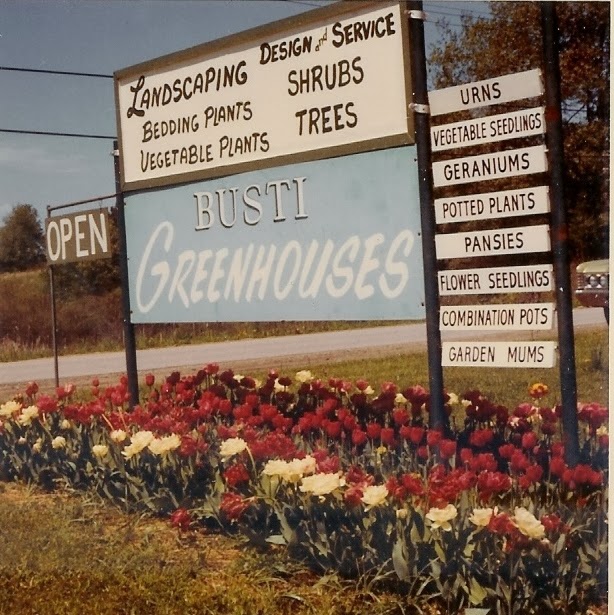 LANDSCAPING DESIGN and SERVICE
BEDDING PLANTS SHRUBS
VEGETABLE PLANTS TREES
BUSTI
GREENHOUSES
OPEN
URNS
VEGETABLE SEEDLINGS
GERANIUMS
POTTED PLANTS
PANSIES
FLOWER SEEDLINGS
COMBINATION POTS
GARDEN MUMS